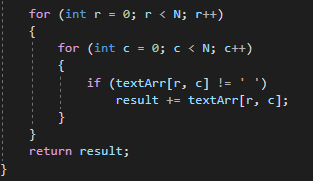 for (int r = 0; r < N; r++)
{
for (int c = 0; c < N; c++)
{
if (textArr[r, c] != ' ')
result += textArr[r, c];
}
}
return result;
}